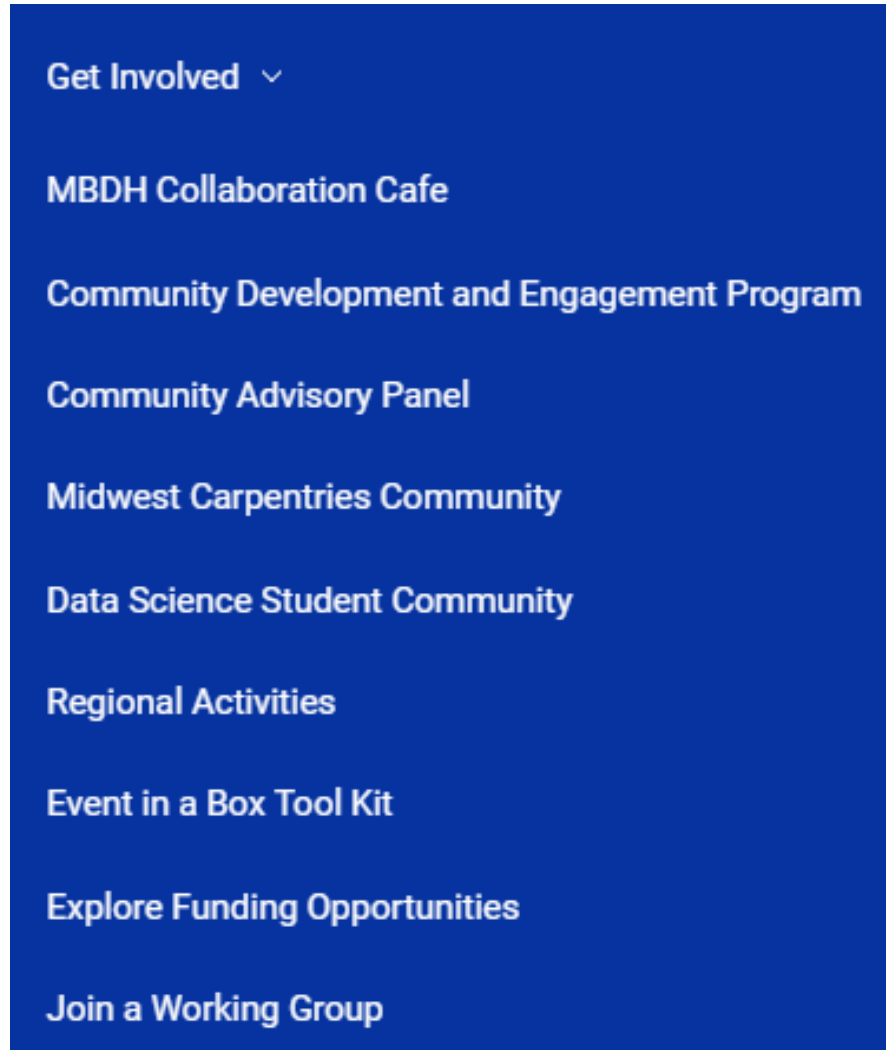 Get Involved
MBDH Collaboration Cafe
Community Development and Engagement Program
Community Advisory Panel
Midwest Carpentries Community
Data Science Student Community
Regional Activities
Event in a Box Tool Kit
Explore Funding Opportunities
Join a Working Group